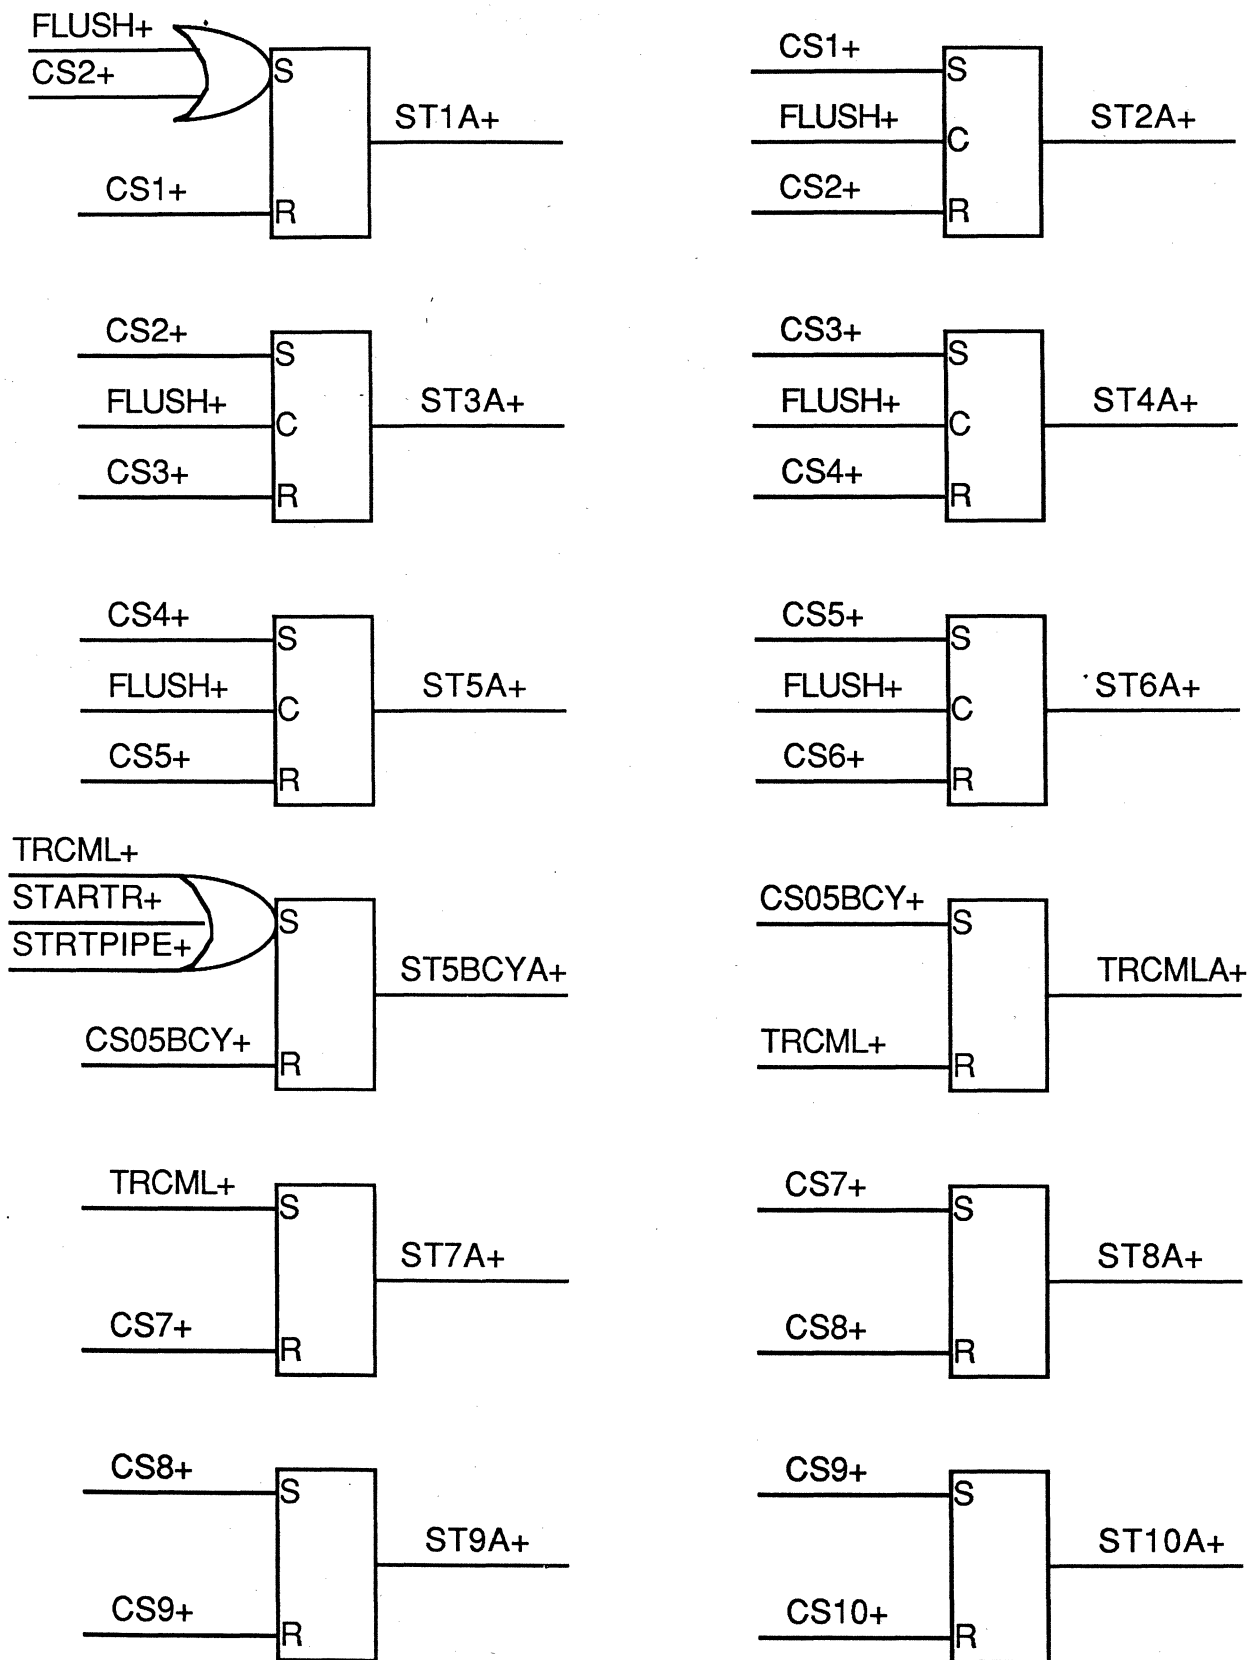 FLUSH+
CS2+
S
ST1A+
CS1+
R
CS1+
S
FLUSH+
C
ST2A+
CS2+
R
CS2+
S
FLUSH+
C
ST3A+
CS3+
R
CS3+
S
FLUSH+
C
ST4A+
CS4+
R
CS4+
S
FLUSH+
C
ST5A+
CS5+
R
CS5+
S
FLUSH+
C
ST6A+
CS6+
R
TRCML+
STARTR+
STRTPIPE+
S
ST5BCYA+
CS05BCY+
R
CS05BCY+
S
TRCMLA+
TRCML+
R
TRCML+
S
ST7A+
CS7+
R
CS7+
S
ST8A+
CS8+
R
CS8+
S
ST9A+
CS9+
R
CS9+
S
ST10A+
CS10+
R